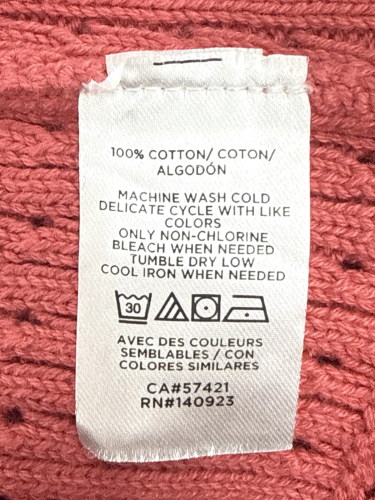 100% COTTON/ COTON/
ALGODÓN
MACHINE WASH COLD
DELICATE CYCLE WITH LIKE
COLORS
ONLY NON-CHLORINE
BLEACH WHEN NEEDED
TUMBLE DRY LOW
COOL IRON WHEN NEEDED
30
AVEC DES COULEURS
SEMBLABLES / CON
COLORES SIMILARES
CA#57421
RN#140923